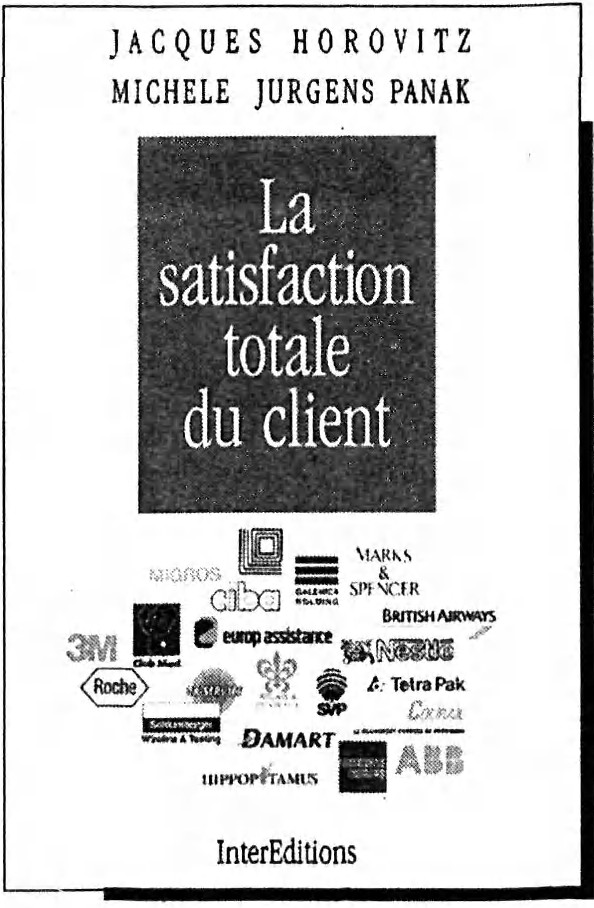 JACQUES HOROVITZ
MICHELE JURGENS PANAK
La
satisfaction
totale
du client
MIGROS
ciba
GALENICA
HOLDING
MARKS
&
SPENCER
BRITISH AIRWAYS
3M
Club Med
europ assistance
Nestlé
Roche
SVP
Tetra Pak
Schlumberger
Wireline & Testing
DAMART
ABB
HIPPOPOTAMUS
InterEditions